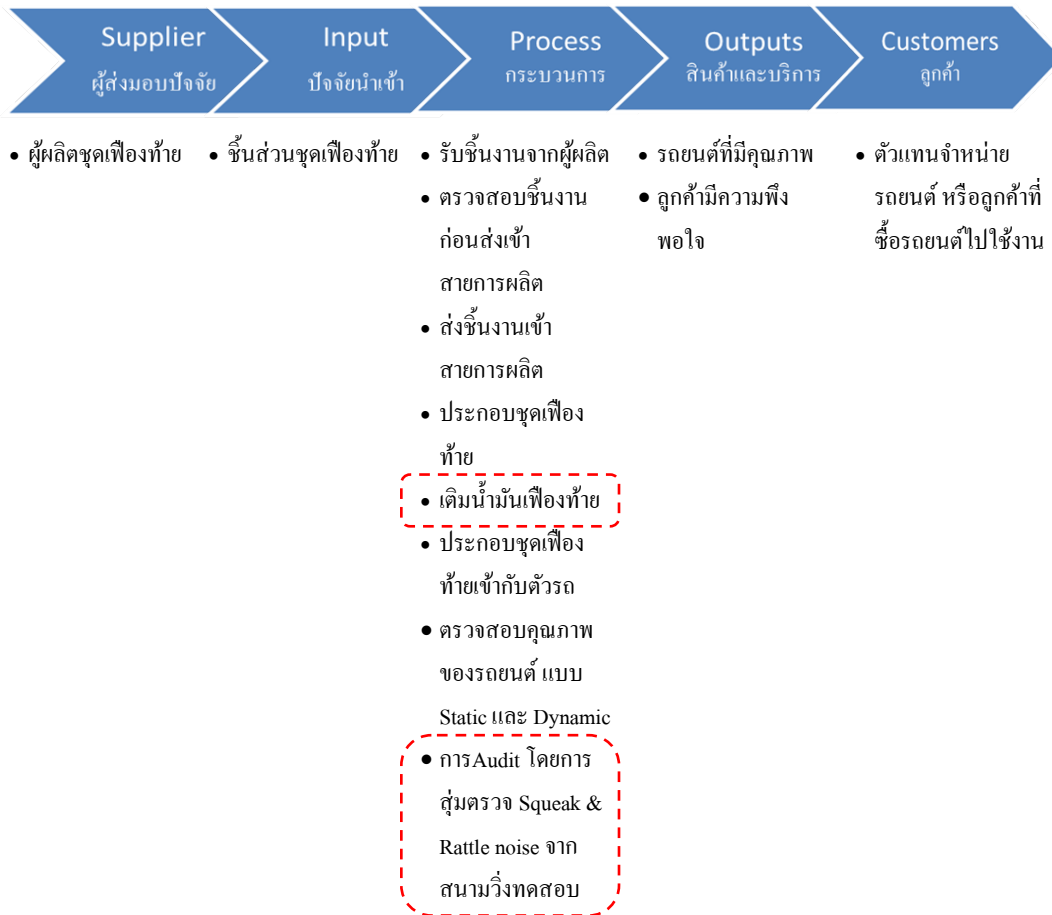 Supplier
ผู้ส่งมอบปัจจัย
Input
ปัจจัยนำเข้า
Process
กระบวนการ
Outputs
สินค้าและบริการ
Customers
ลูกค้า
• ผู้ผลิตชุดเฟืองท้าย
• ชิ้นส่วนชุดเฟืองท้าย
• รับชิ้นงานจากผู้ผลิต
• ตรวจสอบชิ้นงาน
ก่อนส่งเข้า
สายการผลิต
• ส่งชิ้นงานเข้า
สายการผลิต
• ประกอบชุดเฟือง
ท้าย
• เติมน้ำมันเฟืองท้าย
• ประกอบชุดเฟือง
ท้ายเข้ากับตัวรถ
• ตรวจสอบคุณภาพ
ของรถยนต์ แบบ
Static และ Dynamic
• การAudit โดยการ
สุ่มตรวจ Squeak &
Rattle noise จาก
สนามวิ่งทดสอบ
• รถยนต์ที่มีคุณภาพ
• ลูกค้ามีความพึง
พอใจ
• ตัวแทนจำหน่าย
รถยนต์ หรือลูกค้าที่
ซื้อรถยนต์ไปใช้งาน